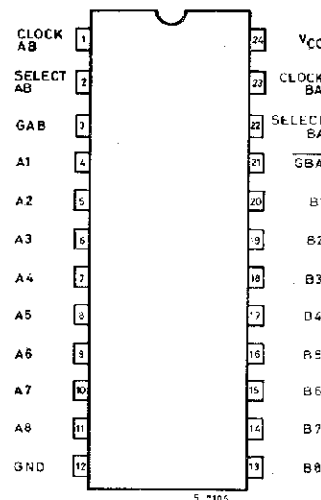 CLOCK AB 1 24 VCC
SELECT AB 2 23 CLOCK BA
GAB 3 22 SELECT BA
A1 4 21 GBA
A2 5 20 B1
A3 6 19 B2
A4 7 18 B3
A5 8 17 B4
A6 9 16 B5
A7 10 15 B6
A8 11 14 B7
GND 12 13 B8